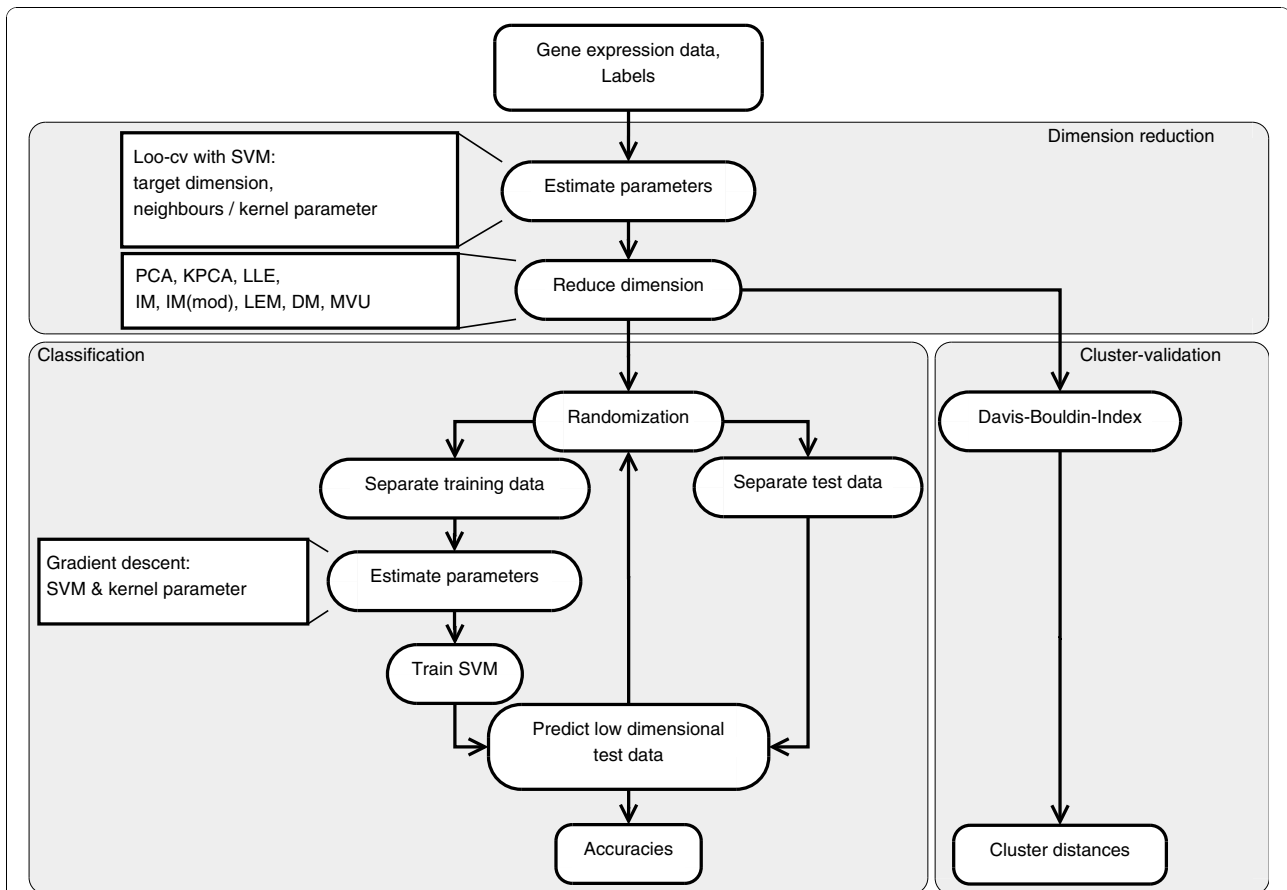 Gene expression data,
Labels
Dimension reduction
Loo-cv with SVM:
target dimension,
neighbours / kernel parameter
Estimate parameters
PCA, KPCA, LLE,
IM, IM(mod), LEM, DM, MVU
Reduce dimension
Classification
Cluster-validation
Randomization
Davis-Bouldin-Index
Separate training data
Separate test data
Gradient descent:
SVM & kernel parameter
Estimate parameters
Train SVM
Predict low dimensional
test data
Accuracies
Cluster distances